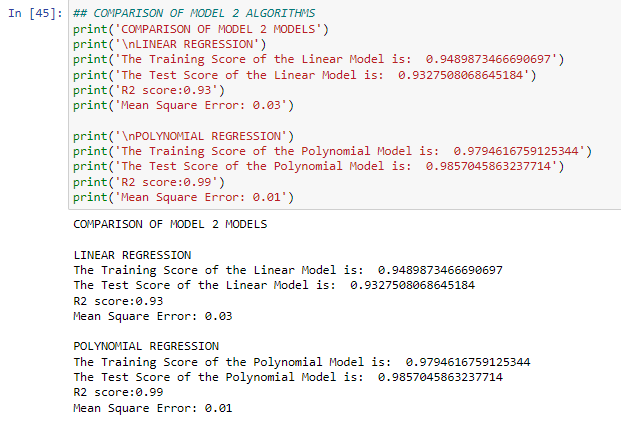 In [45]: ## COMPARISON OF MODEL 2 ALGORITHMS
print('COMPARISON OF MODEL 2 MODELS')
print('\nLINEAR REGRESSION')
print('The Training Score of the Linear Model is:  0.9489873466690697')
print('The Test Score of the Linear Model is:  0.9327508068645184')
print('R2 score:0.93')
print('Mean Square Error: 0.03')

print('\nPOLYNOMIAL REGRESSION')
print('The Training Score of the Polynomial Model is:  0.9794616759125344')
print('The Test Score of the Polynomial Model is:  0.9857045863237714')
print('R2 score:0.99')
print('Mean Square Error: 0.01')

COMPARISON OF MODEL 2 MODELS

LINEAR REGRESSION
The Training Score of the Linear Model is:  0.9489873466690697
The Test Score of the Linear Model is:  0.9327508068645184
R2 score:0.93
Mean Square Error: 0.03

POLYNOMIAL REGRESSION
The Training Score of the Polynomial Model is:  0.9794616759125344
The Test Score of the Polynomial Model is:  0.9857045863237714
R2 score:0.99
Mean Square Error: 0.01